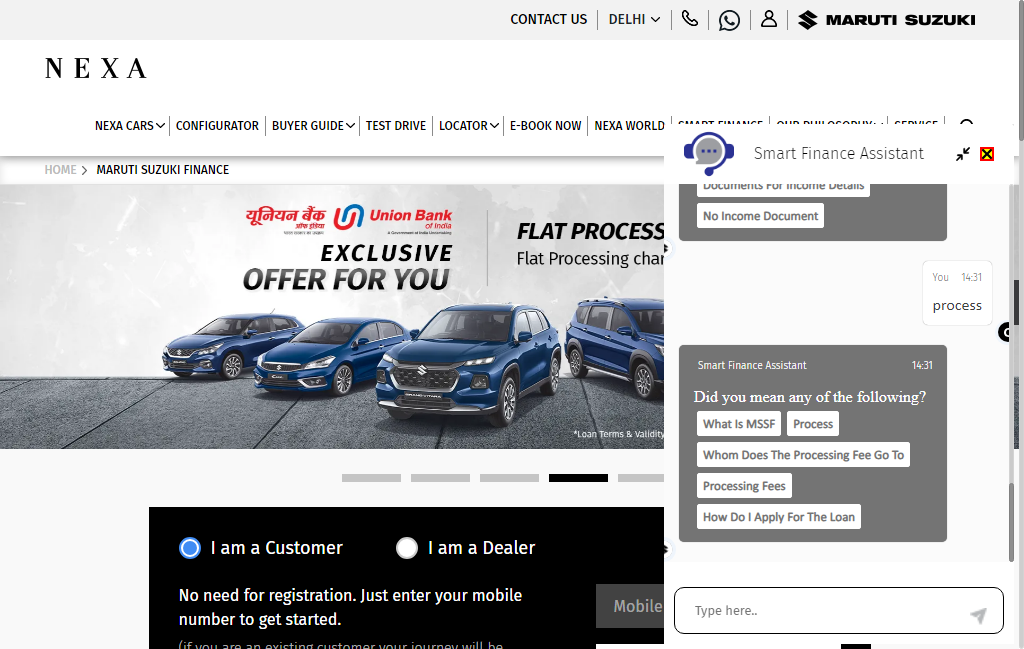 CONTACT US
DELHI
MARUTI SUZUKI
NEXA
NEXA CARS
CONFIGURATOR
BUYER GUIDE
TEST DRIVE
LOCATOR
E-BOOK NOW
NEXA WORLD
SMART FINANCE
OUR PHILOSOPHY
SERVICE
HOME
MARUTI SUZUKI FINANCE
यूनियन बैंक
ऑफ इंडिया
Union Bank
of India
A Government of India Undertaking
EXCLUSIVE
OFFER FOR YOU
FLAT PROCESS
Flat Processing char
*Loan Terms & Validity
I am a Customer
I am a Dealer
No need for registration. Just enter your mobile
number to get started.
(if you are an existing customer your journey will be
Mobile
Smart Finance Assistant
Documents For Income Details
No Income Document
You 14:31
process
Smart Finance Assistant 14:31
Did you mean any of the following?
What Is MSSF
Process
Whom Does The Processing Fee Go To
Processing Fees
How Do I Apply For The Loan
Type here..